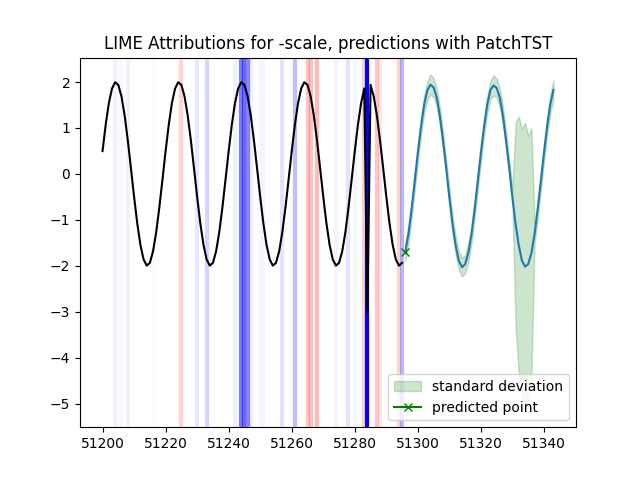 LIME Attributions for -scale, predictions with PatchTST
2
1
0
−1
−2
−3
−4
−5
standard deviation
predicted point
51200 51220 51240 51260 51280 51300 51320 51340